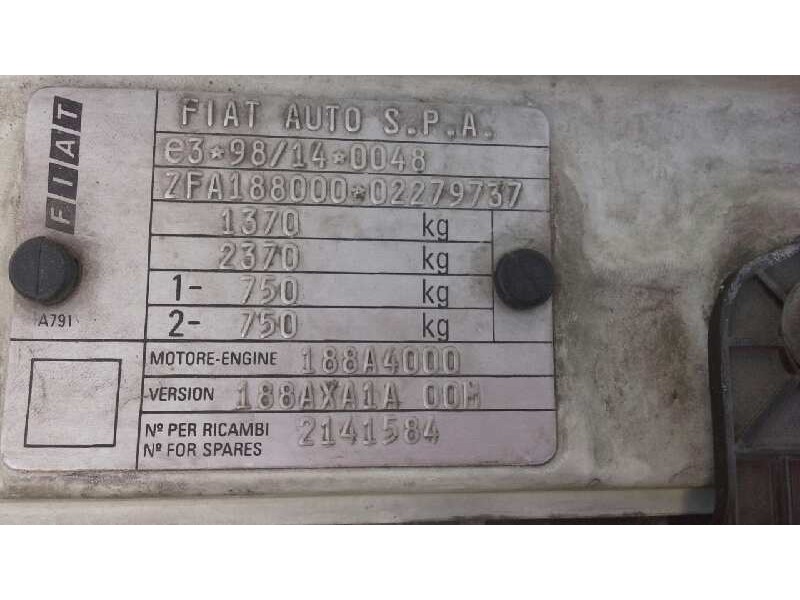 FIAT
FIAT AUTO S.P.A.
e3*98/14*0048
ZFA188000*02279737
1370 kg
2370 kg
1- 750 kg
2- 750 kg
A791
MOTORE-ENGINE 188A4000
VERSION 188AXA1A 00M
Nº PER RICAMBI 2141584
Nº FOR SPARES